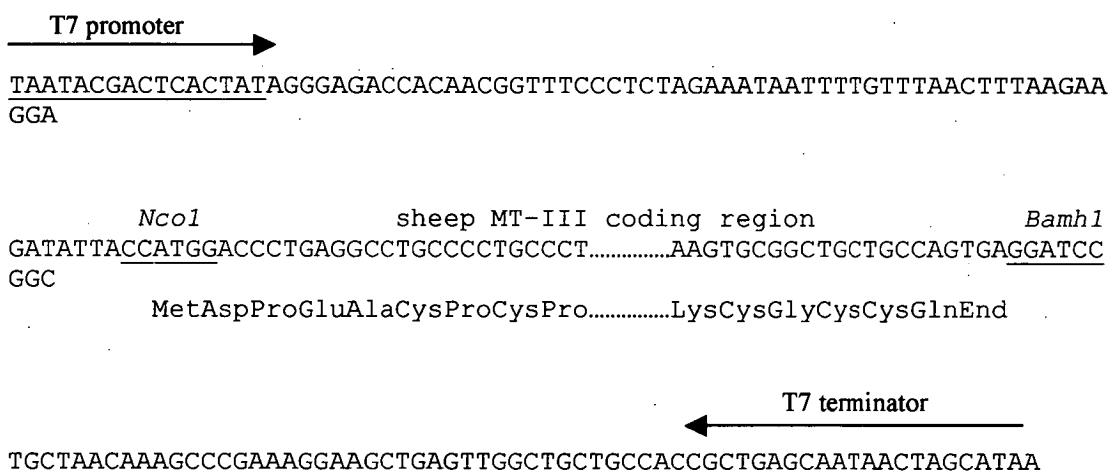 T7 promoter
TAATACGACTCACTATAGGGAGACCACAACGGTTTCCCTCTAGAAATAATTTTGTTTAACTTTAAGAA
GGA
Nco1 sheep MT-III coding region Bamh1
GATATTACCATGGACCCTGAGGCCTGCCCCTGCCCT...............AAGTGCGGCTGCTGCCAGTGAGGATCC
GGC
MetAspProGluAlaCysProCysPro...............LysCysGlyCysCysGlnEnd
T7 terminator
TGCTAACAAAGCCCGAAAGGAAGCTGAGTTGGCTGCTGCCACCGCTGAGCAATAACTAGCATAA